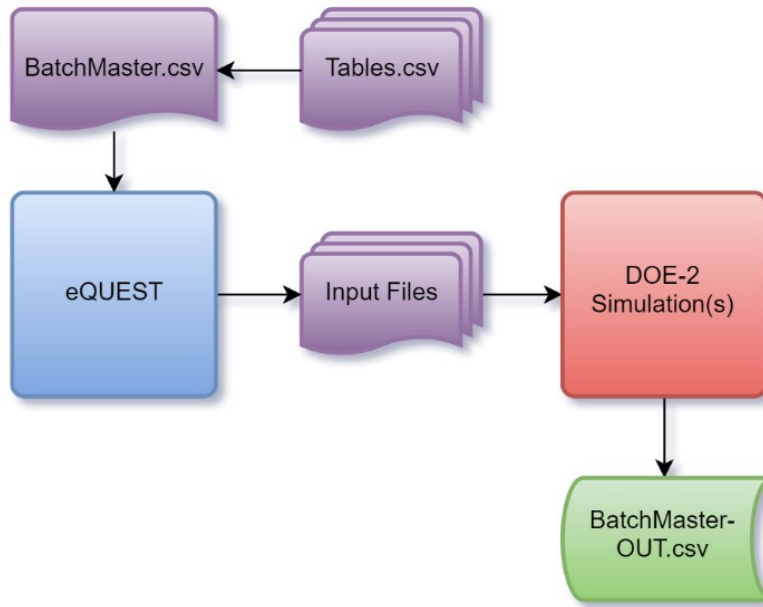 BatchMaster.csv
Tables.csv
eQUEST
Input Files
DOE-2
Simulation(s)
BatchMaster-
OUT.csv